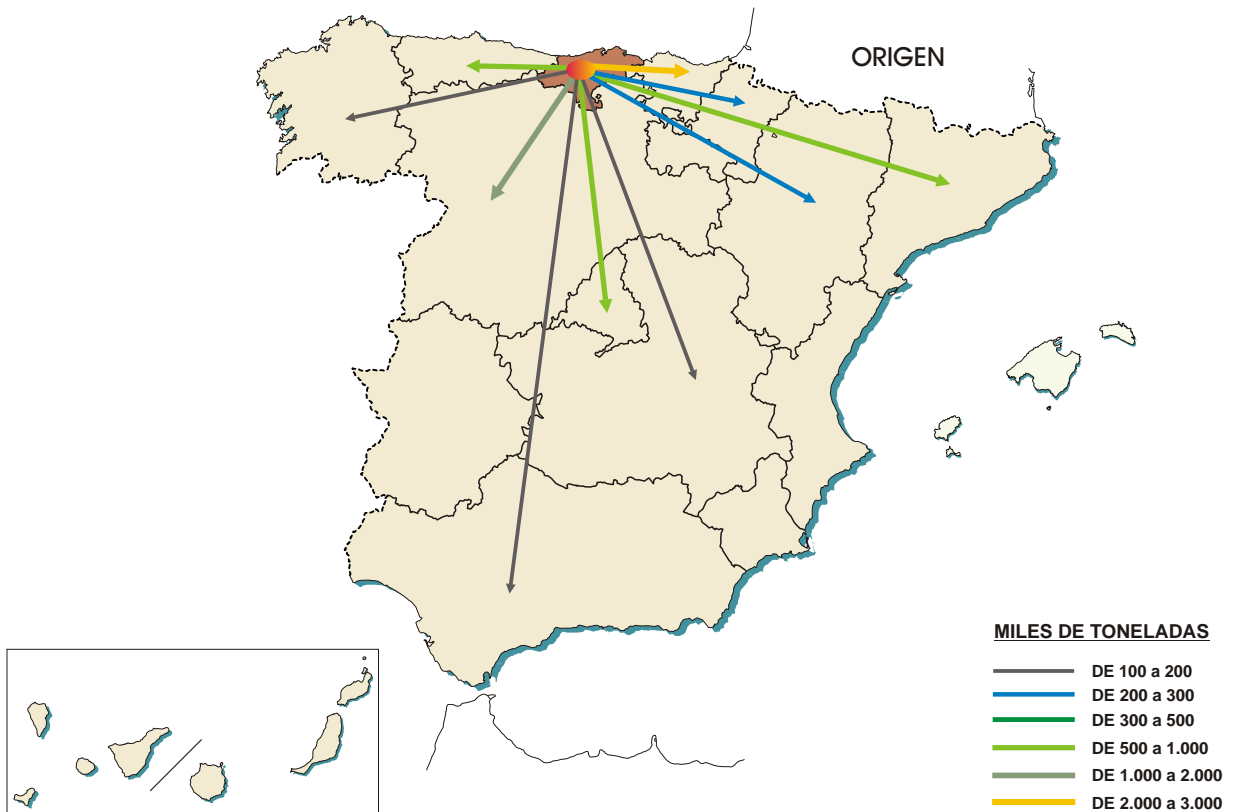 ORIGEN
MILES DE TONELADAS
DE 100 a 200
DE 200 a 300
DE 300 a 500
DE 500 a 1.000
DE 1.000 a 2.000
DE 2.000 a 3.000